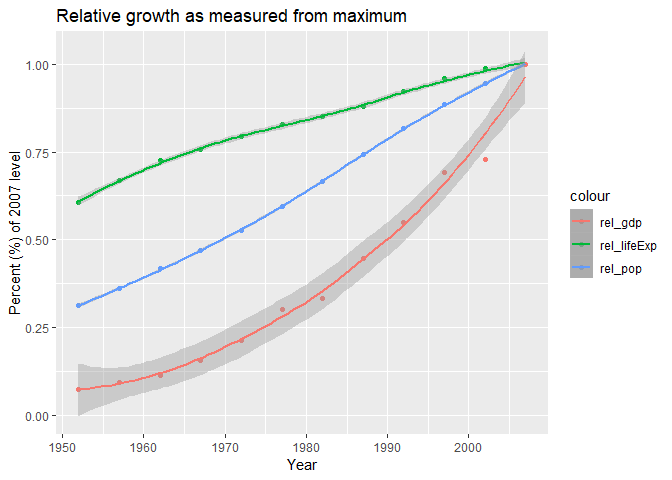 Relative growth as measured from maximum
1.00
0.75
0.50
0.25
0.00
Percent (%) of 2007 level
1950 1960 1970 1980 1990 2000
Year
colour
rel_gdp
rel_lifeExp
rel_pop